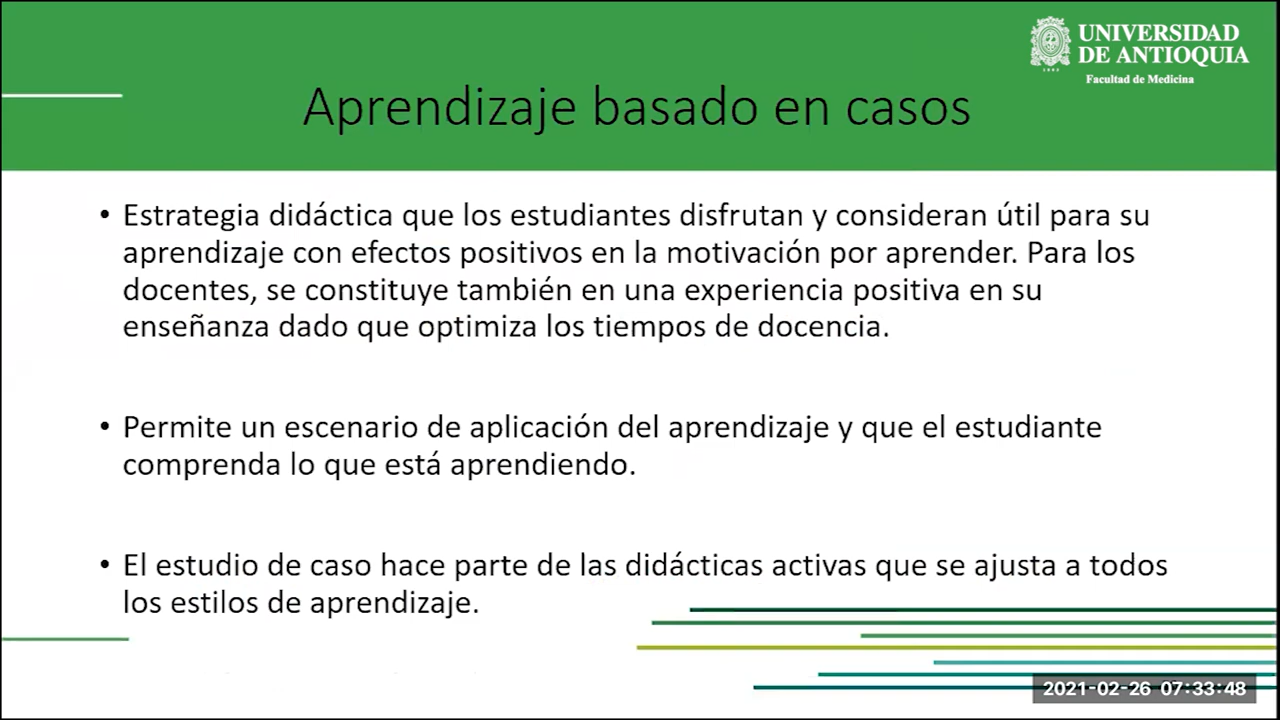 UNIVERSIDAD
DE ANTIOQUIA
1803
Facultad de Medicina
Aprendizaje basado en casos
• Estrategia didáctica que los estudiantes disfrutan y consideran útil para su
aprendizaje con efectos positivos en la motivación por aprender. Para los
docentes, se constituye también en una experiencia positiva en su
enseñanza dado que optimiza los tiempos de docencia.
• Permite un escenario de aplicación del aprendizaje y que el estudiante
comprenda lo que está aprendiendo.
• El estudio de caso hace parte de las didácticas activas que se ajusta a todos
los estilos de aprendizaje.
2021-02-26 07:33:48